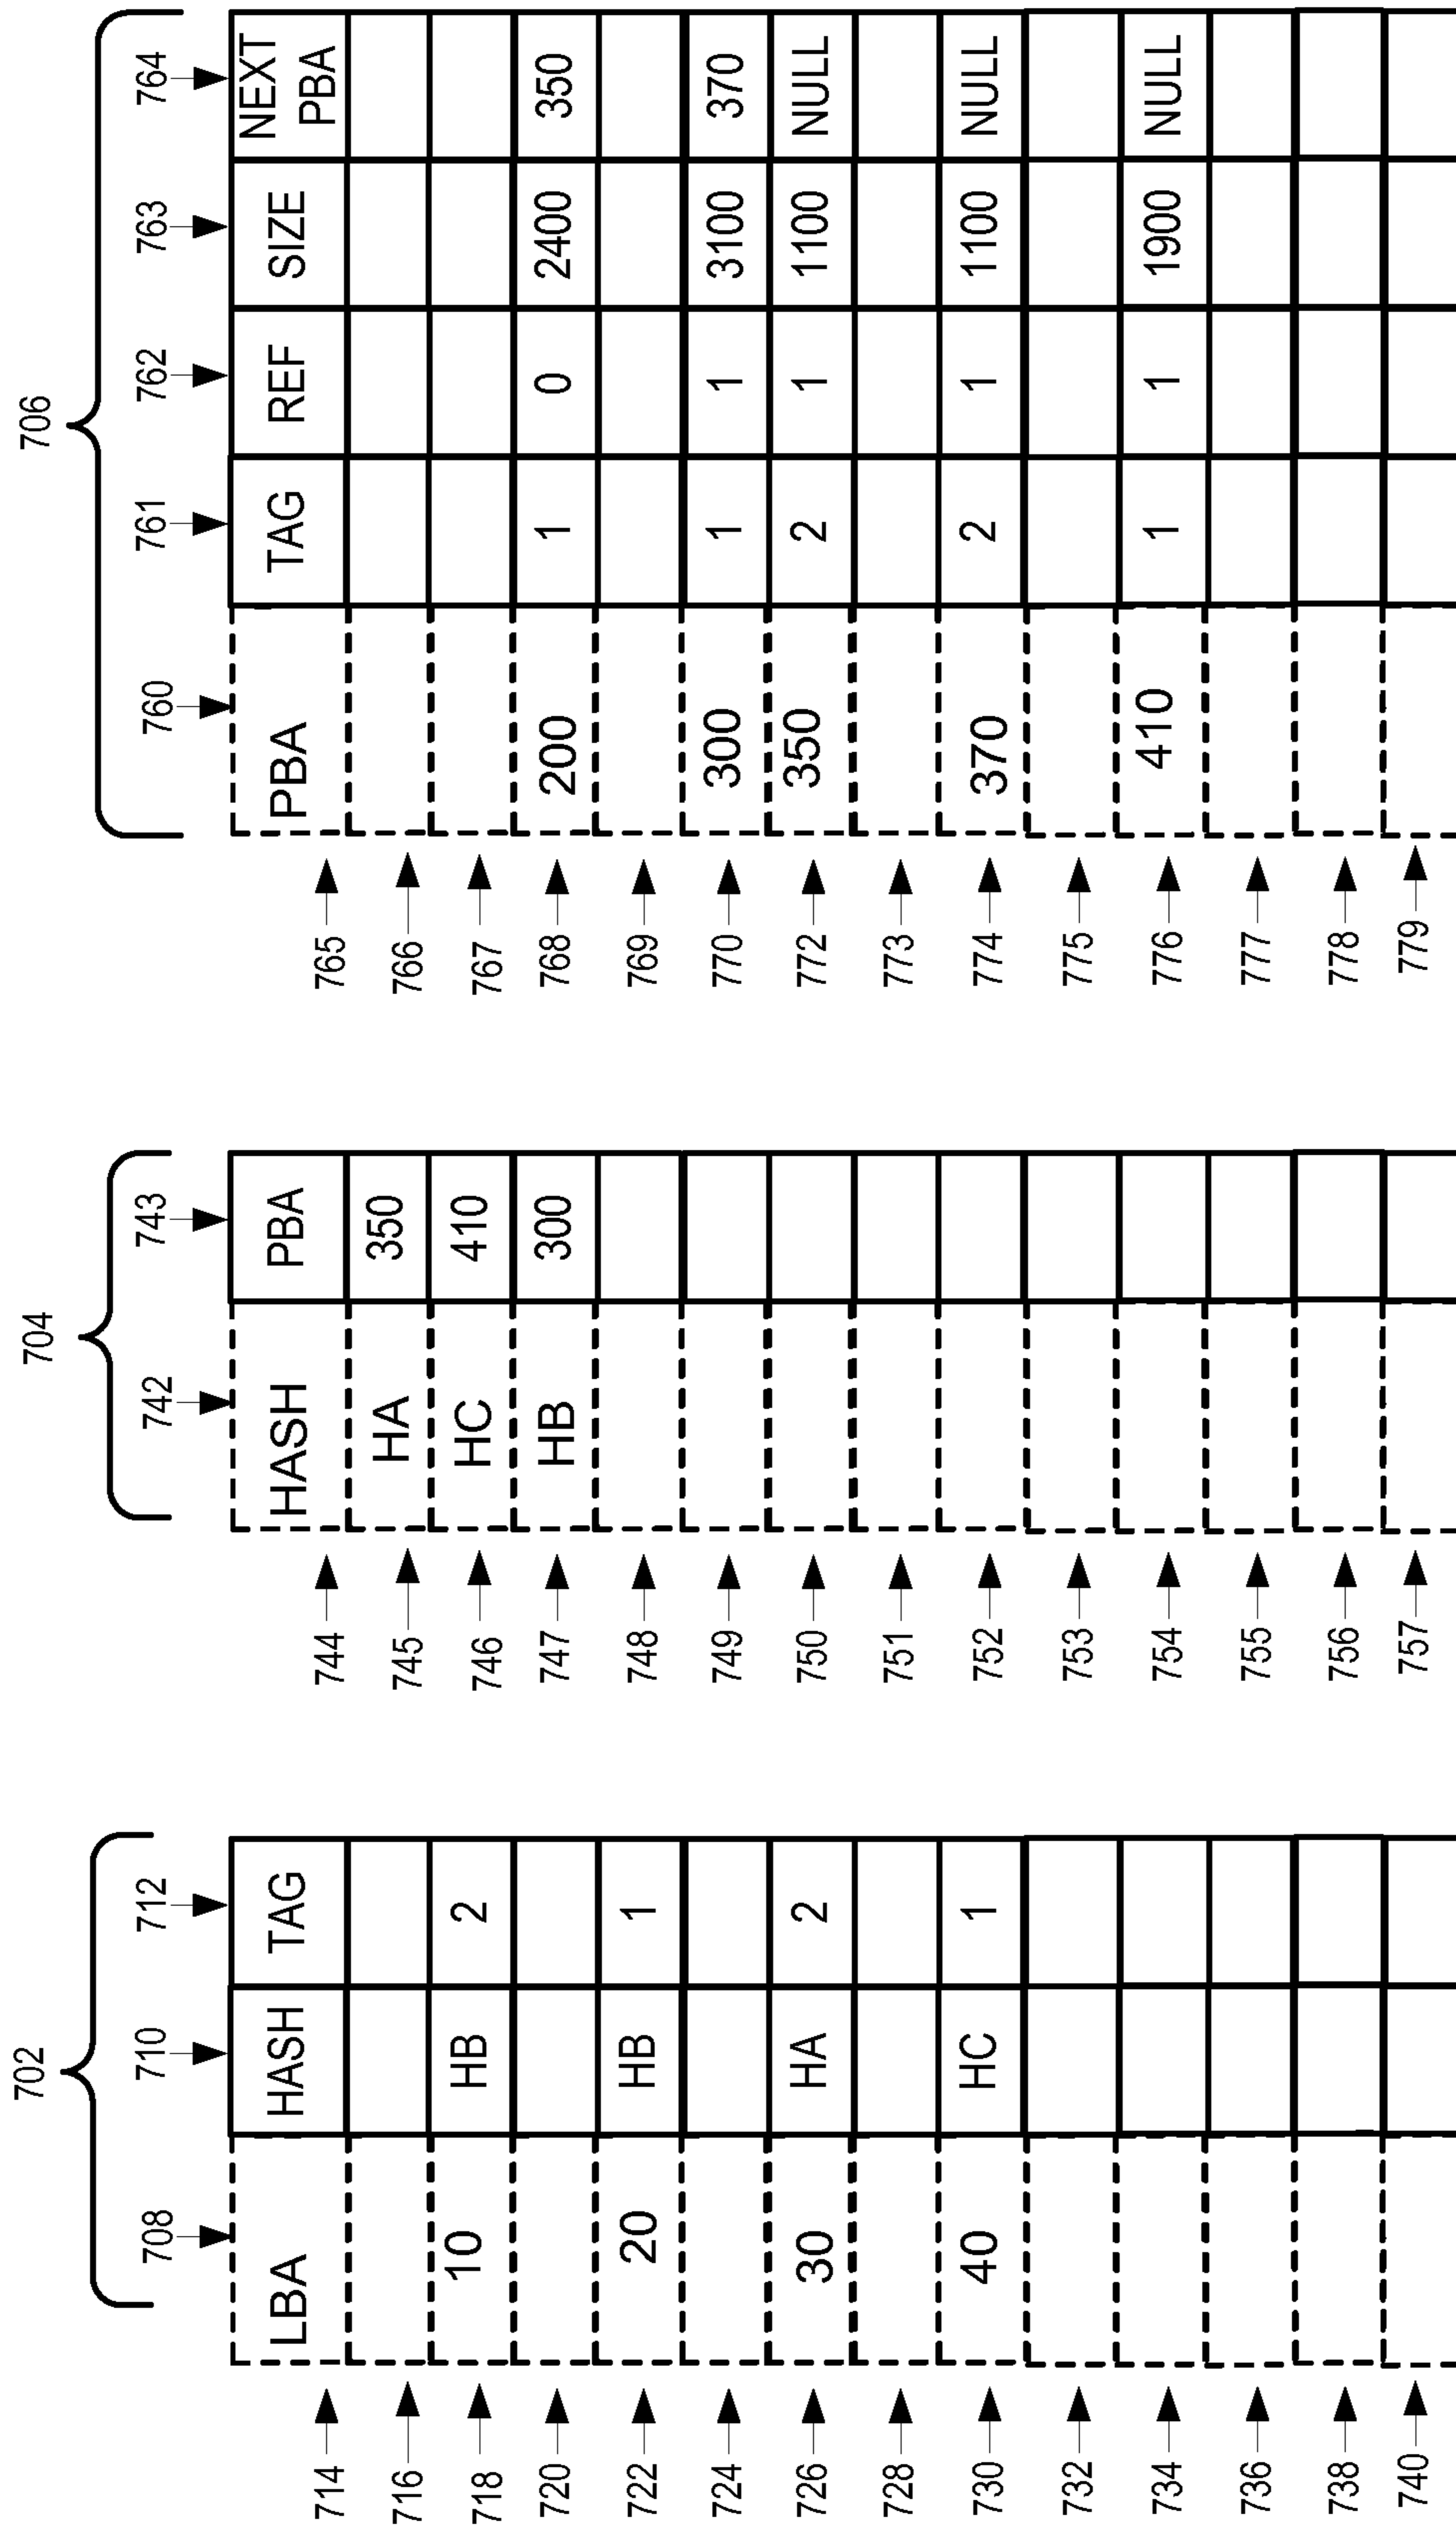 702
708 710 712
LBA HASH TAG
714
716
718 10 HB 2
720
722 20 HB 1
724
726 30 HA 2
728
730 40 HC 1
732
734
736
738
740
704
742 743
HASH PBA
744
745 HA 350
746 HC 410
747 HB 300
748
749
750
751
752
753
754
755
756
757
706
760 761 762 763 764
PBA TAG REF SIZE NEXT
PBA
765
766
767
768 200 1 0 2400 350
769
770 300 1 1 3100 370
772 350 2 1 1100 NULL
773
774 370 2 1 1100 NULL
775
776 410 1 1 1900 NULL
777
778
779